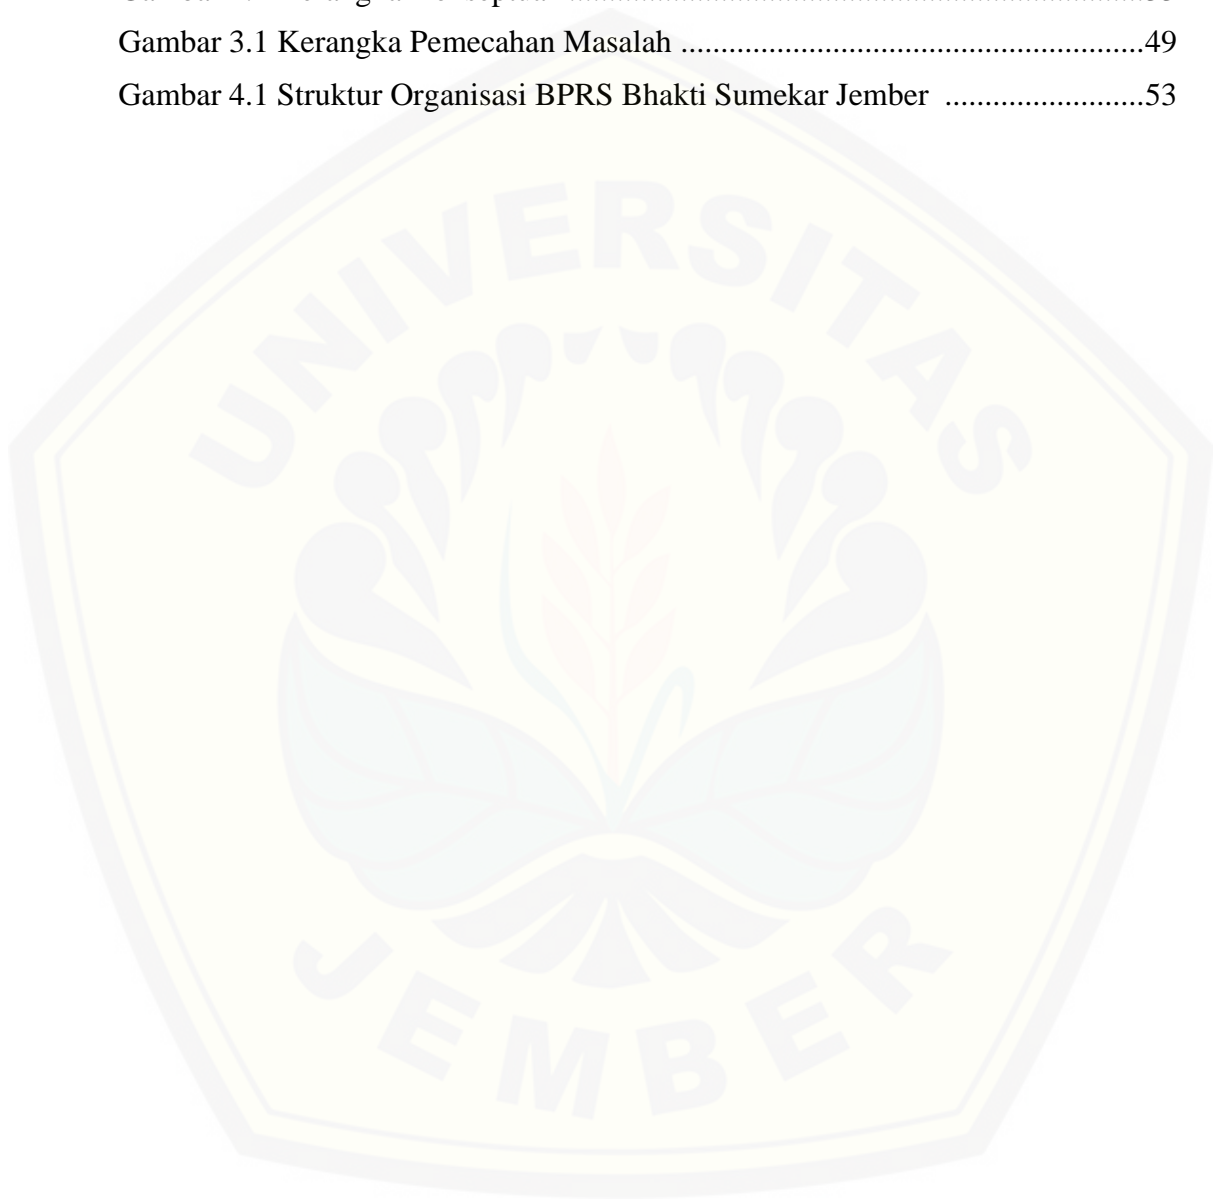 Gambar 3.1 Kerangka Pemecahan Masalah ..........................................................49
Gambar 4.1 Struktur Organisasi BPRS Bhakti Sumekar Jember .........................53
UNIVERSITAS
JEMBER